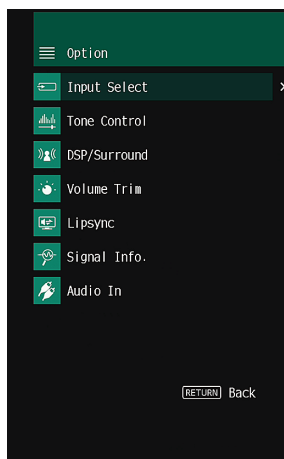 Option
Input Select
Tone Control
DSP/Surround
Volume Trim
Lipsync
Signal Info.
Audio In
RETURN Back